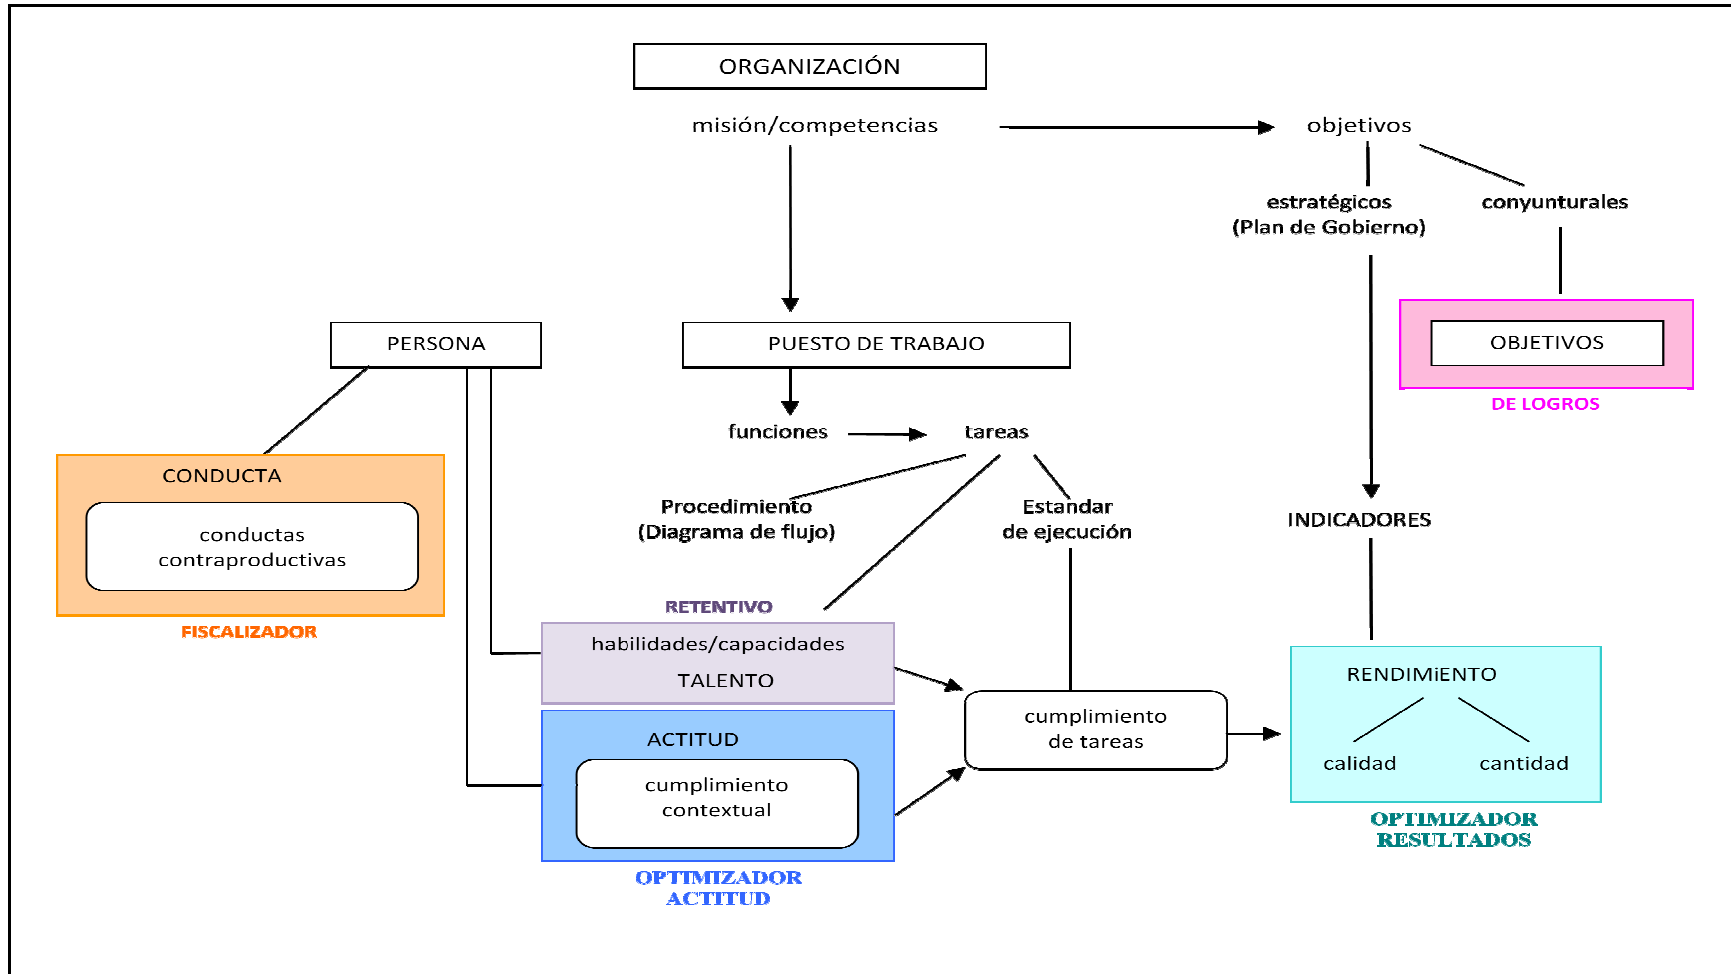 ORGANIZACIÓN
misión/competencias
objetivos
estratégicos
(Plan de Gobierno)
conyunturales
PERSONA
PUESTO DE TRABAJO
OBJETIVOS
DE LOGROS
funciones
tareas
CONDUCTA
conductas
contraproductivas
FISCALIZADOR
Procedimiento
(Diagrama de flujo)
Estandar
de ejecución
INDICADORES
RETENTIVO
habilidades/capacidades
TALENTO
ACTITUD
cumplimiento
contextual
OPTIMIZADOR
ACTITUD
cumplimiento
de tareas
RENDIMiENTO
calidad
cantidad
OPTIMIZADOR
RESULTADOS